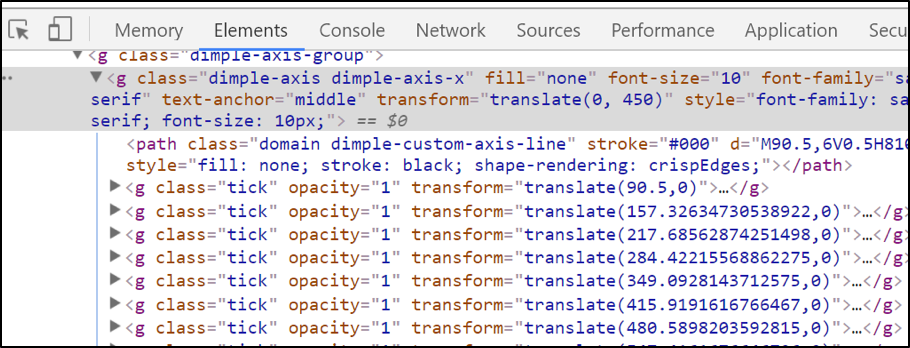 Memory Elements Console Network Sources Performance Application Secu
▼<g class="dimple-axis-group">
▼<g class="dimple-axis dimple-axis-x" fill="none" font-size="10" font-family="sa
serif" text-anchor="middle" transform="translate(0, 450)" style="font-family: sa
serif; font-size: 10px;"> == $0
<path class="domain dimple-custom-axis-line" stroke="#000" d="M90.5,6V0.5H810
style="fill: none; stroke: black; shape-rendering: crispEdges;"></path>
▶<g class="tick" opacity="1" transform="translate(90.5,0)">…</g>
▶<g class="tick" opacity="1" transform="translate(157.32634730538922,0)">…</g>
▶<g class="tick" opacity="1" transform="translate(217.68562874251498,0)">…</g>
▶<g class="tick" opacity="1" transform="translate(284.42215568862275,0)">…</g>
▶<g class="tick" opacity="1" transform="translate(349.0928143712575,0)">…</g>
▶<g class="tick" opacity="1" transform="translate(415.9191616766467,0)">…</g>
▶<g class="tick" opacity="1" transform="translate(480.5898203592815,0)">…</g>